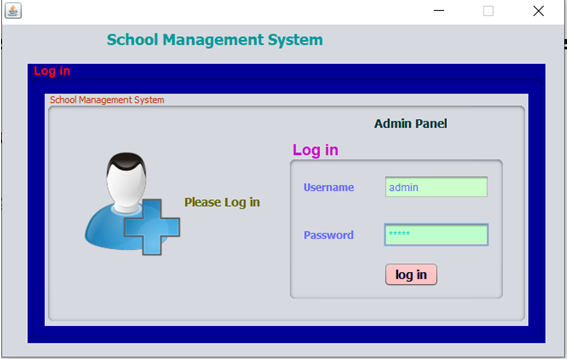 School Management System
Log in
School Management System
Admin Panel
Log in
Username admin
Please Log in
Password *****
log in